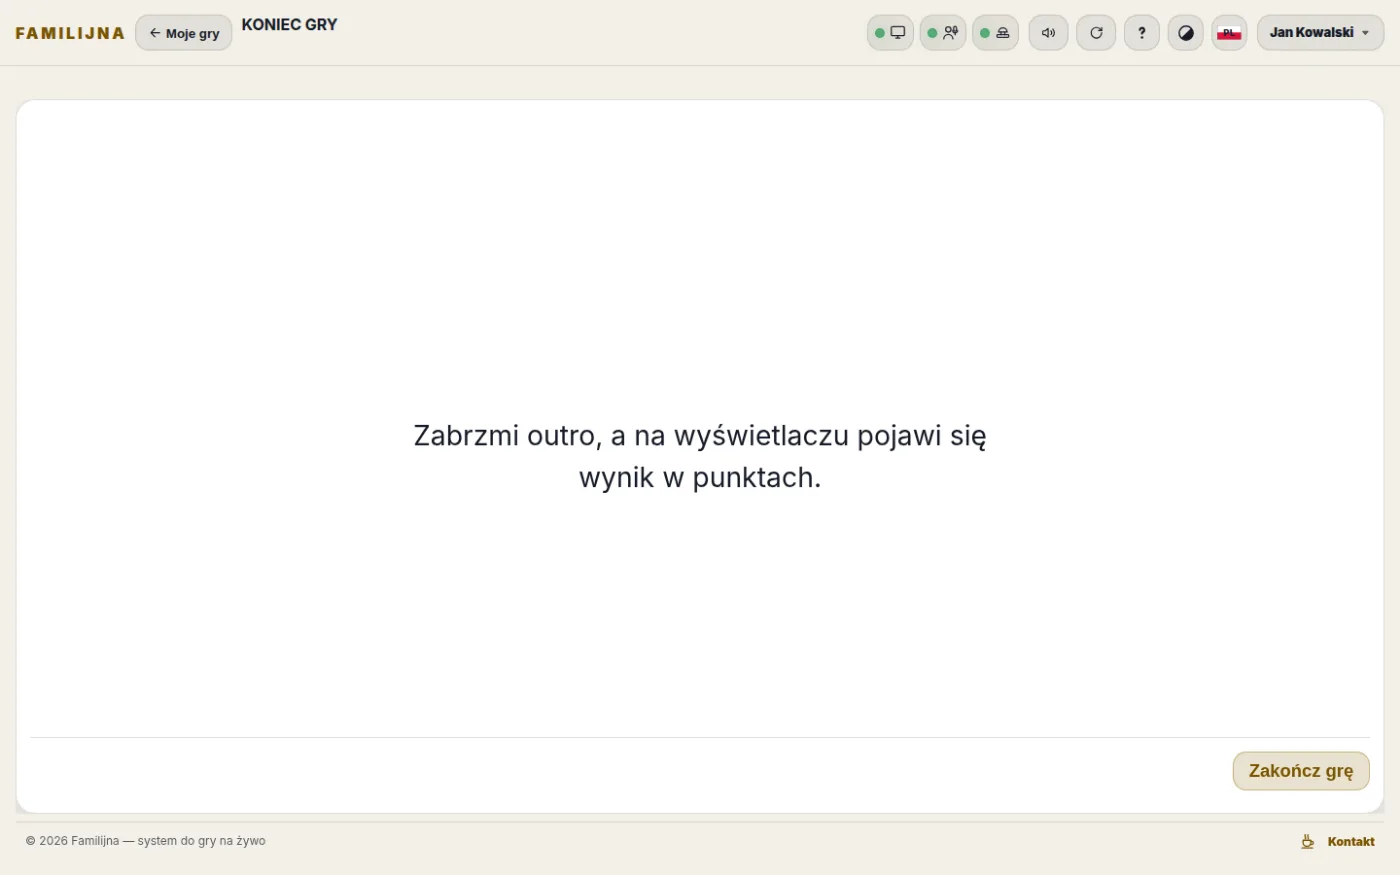 FAMILIJNA
← Moje gry
KONIEC GRY
?
PL
Jan Kowalski
Zabrzmi outro, a na wyświetlaczu pojawi się
wynik w punktach.
Zakończ grę
© 2026 Familijna — system do gry na żywo
Kontakt